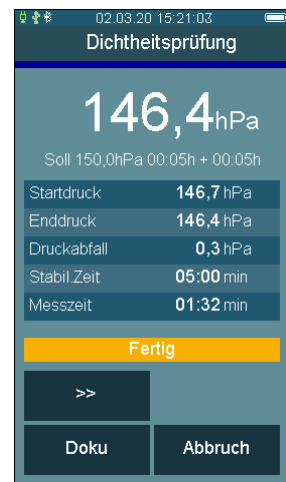 02.03.20 15:21:03
Dichtheitsprüfung
146,4 hPa
Soll 150,0hPa 00:05h + 00:05h
Startdruck 146,7 hPa
Enddruck 146,4 hPa
Druckabfall 0,3 hPa
Stabil.Zeit 05:00 min
Messzeit 01:32 min
Fertig
>>
Doku Abbruch